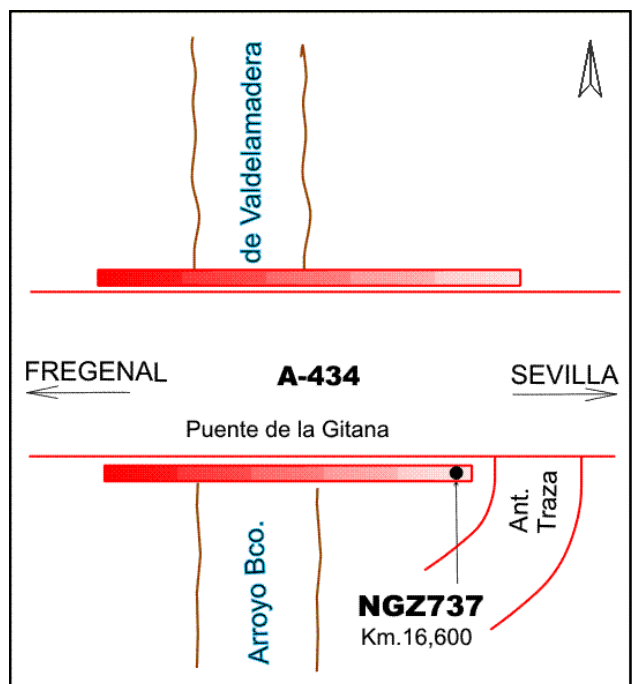 de Valdelamadera
FREGENAL
A-434
SEVILLA
Puente de la Gitana
Ant.
Traza
Arroyo Bco.
NGZ737
Km.16,600